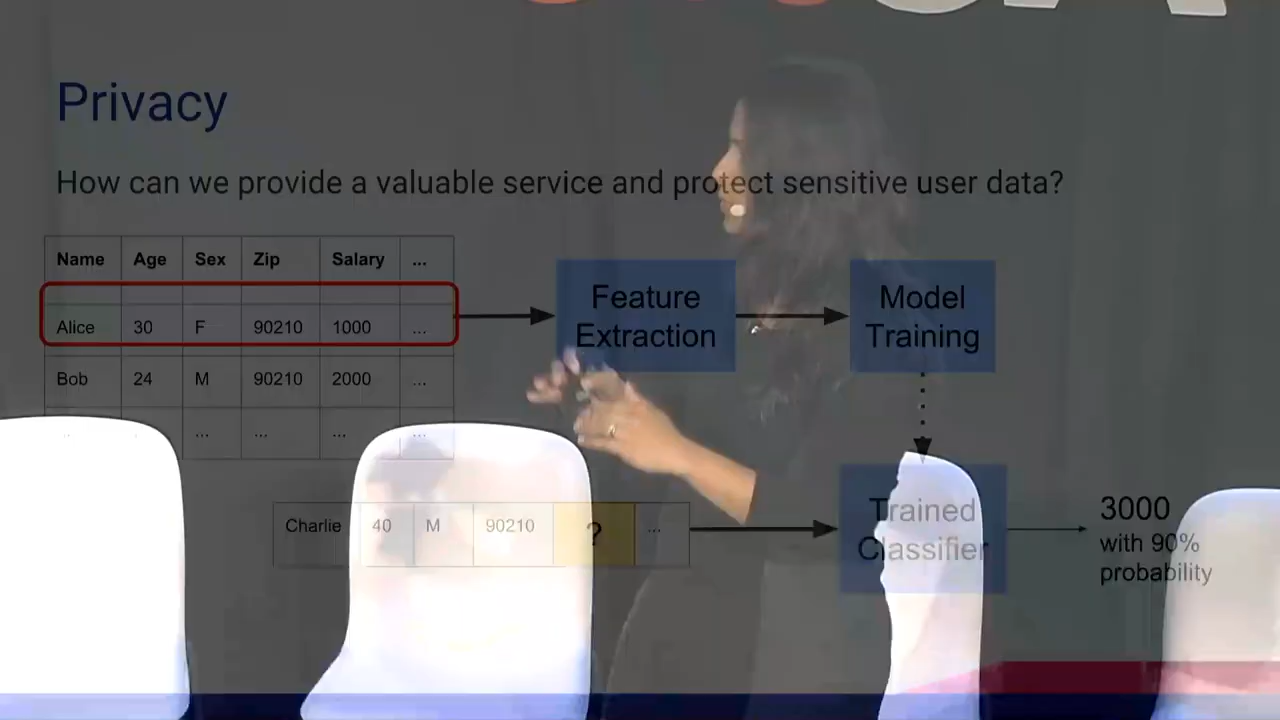 Privacy
How can we provide a valuable service and protect sensitive user data?
Name Age Sex Zip Salary ...
Alice 30 F 90210 1000 ...
Bob 24 M 90210 2000 ...
... ... ... ... ... ...
Feature
Extraction
Model
Training
Charlie 40 M 90210 ? ...
Trained
Classifier
3000
with 90%
probability